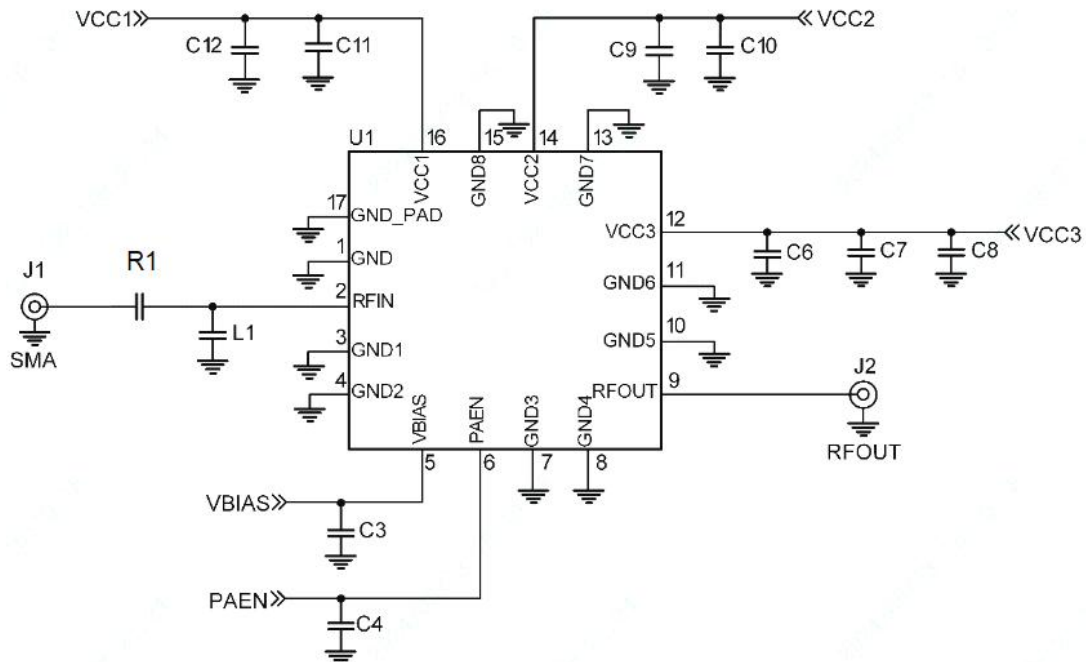 VCC1
VCC2
C12
C11
C9
C10
U1
16
15
14
13
VCC1
GND8
VCC2
GND7
17
GND_PAD
12
VCC3
VCC3
C6
C7
C8
1
GND
11
GND6
J1
R1
2
RFIN
L1
SMA
10
GND5
3
GND1
J2
9
RFOUT
4
GND2
RFOUT
VBIAS
PAEN
GND3
GND4
5
6
7
8
VBIAS
C3
PAEN
C4